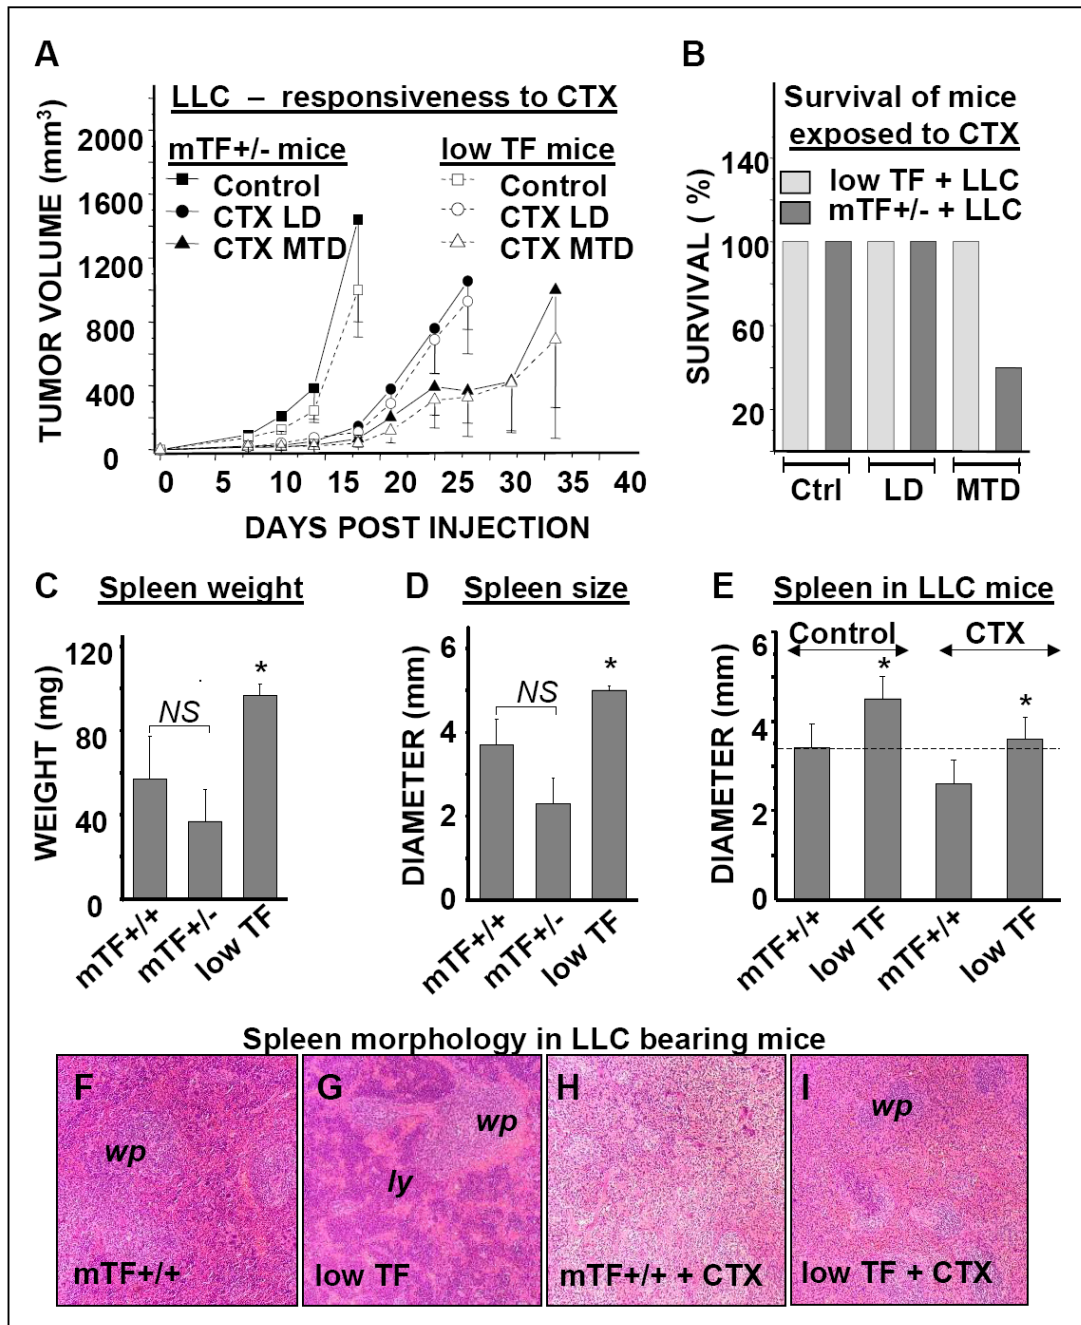 A
LLC – responsiveness to CTX
mTF+/- mice
low TF mice
Control
Control
CTX LD
CTX LD
CTX MTD
CTX MTD
TUMOR VOLUME (mm³)
2000
1600
1200
800
400
0
0 5 10 15 20 25 30 35 40
DAYS POST INJECTION
B
Survival of mice
exposed to CTX
low TF + LLC
mTF+/- + LLC
SURVIVAL ( %)
140
100
60
20
Ctrl LD MTD
C Spleen weight
WEIGHT (mg)
120
80
40
0
NS
*
mTF+/+
mTF+/-
low TF
D Spleen size
DIAMETER (mm)
6
4
2
0
NS
*
mTF+/+
mTF+/-
low TF
E Spleen in LLC mice
Control CTX
DIAMETER (mm)
6
4
2
0
*
*
mTF+/+
low TF
mTF+/+
low TF
Spleen morphology in LLC bearing mice
F
wp
mTF+/+
G
wp
ly
low TF
H
mTF+/+ + CTX
I
wp
low TF + CTX